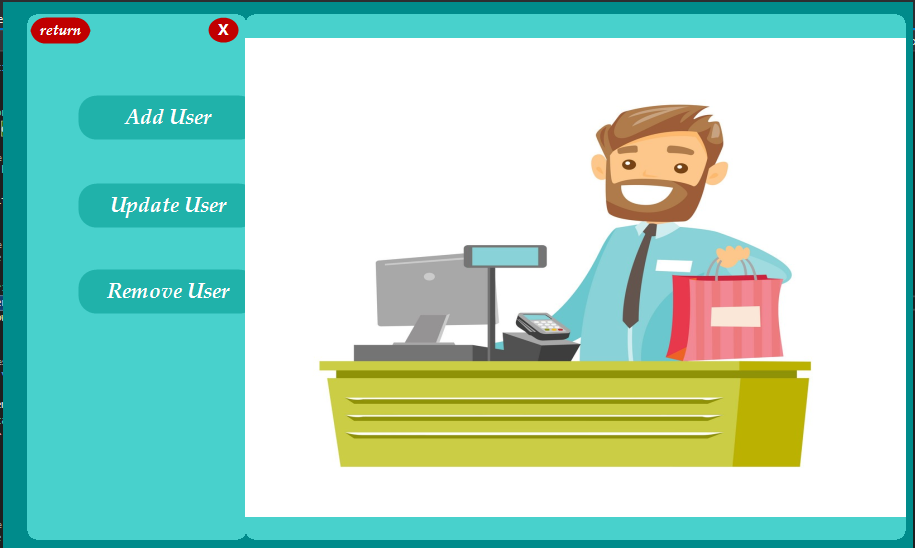 return
X
Add User
Update User
Remove User